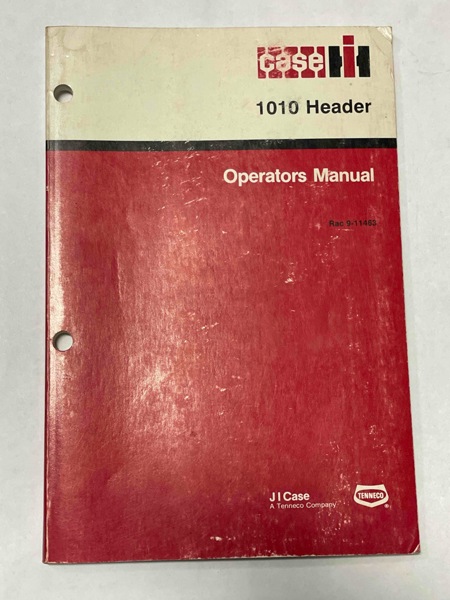 case IH
1010 Header
Operators Manual
Rac 9-11483
J I Case
A Tenneco Company
TENNECO
®